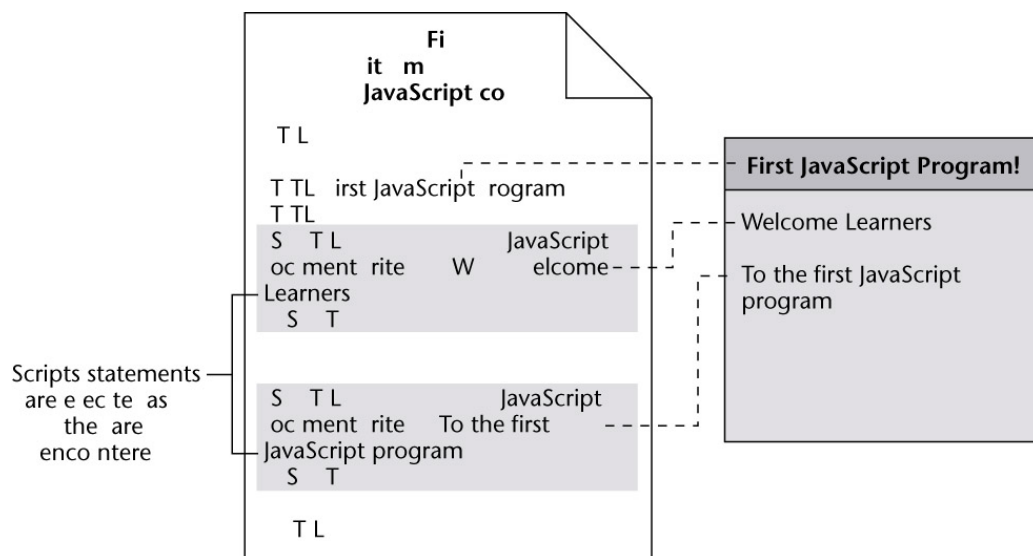 Fi
it m
JavaScript co
T L
T TL irst JavaScript rogram
T TL
S T L JavaScript
oc ment rite W elcome
Learners
S T
S T L JavaScript
oc ment rite To the first
JavaScript program
S T
T L
Scripts statements
are e ec te as
the are
enco ntere
First JavaScript Program!
Welcome Learners
To the first JavaScript
program